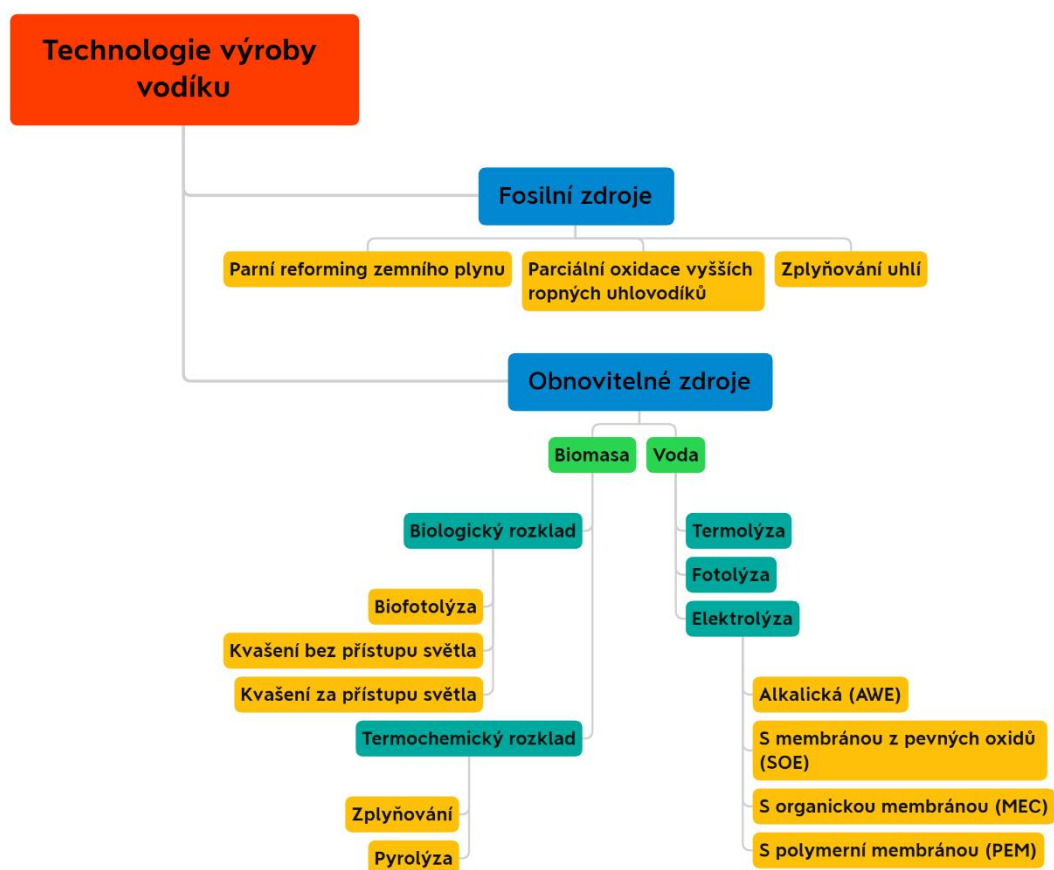 Technologie výroby
vodíku
Fosilní zdroje
Parní reforming zemního plynu
Parciální oxidace vyšších
ropných uhlovodíků
Zplyňování uhlí
Obnovitelné zdroje
Biomasa
Voda
Biologický rozklad
Biofotolýza
Kvašení bez přístupu světla
Kvašení za přístupu světla
Termochemický rozklad
Zplyňování
Pyrolýza
Termolýza
Fotolýza
Elektrolýza
Alkalická (AWE)
S membránou z pevných oxidů
(SOE)
S organickou membránou (MEC)
S polymerní membránou (PEM)